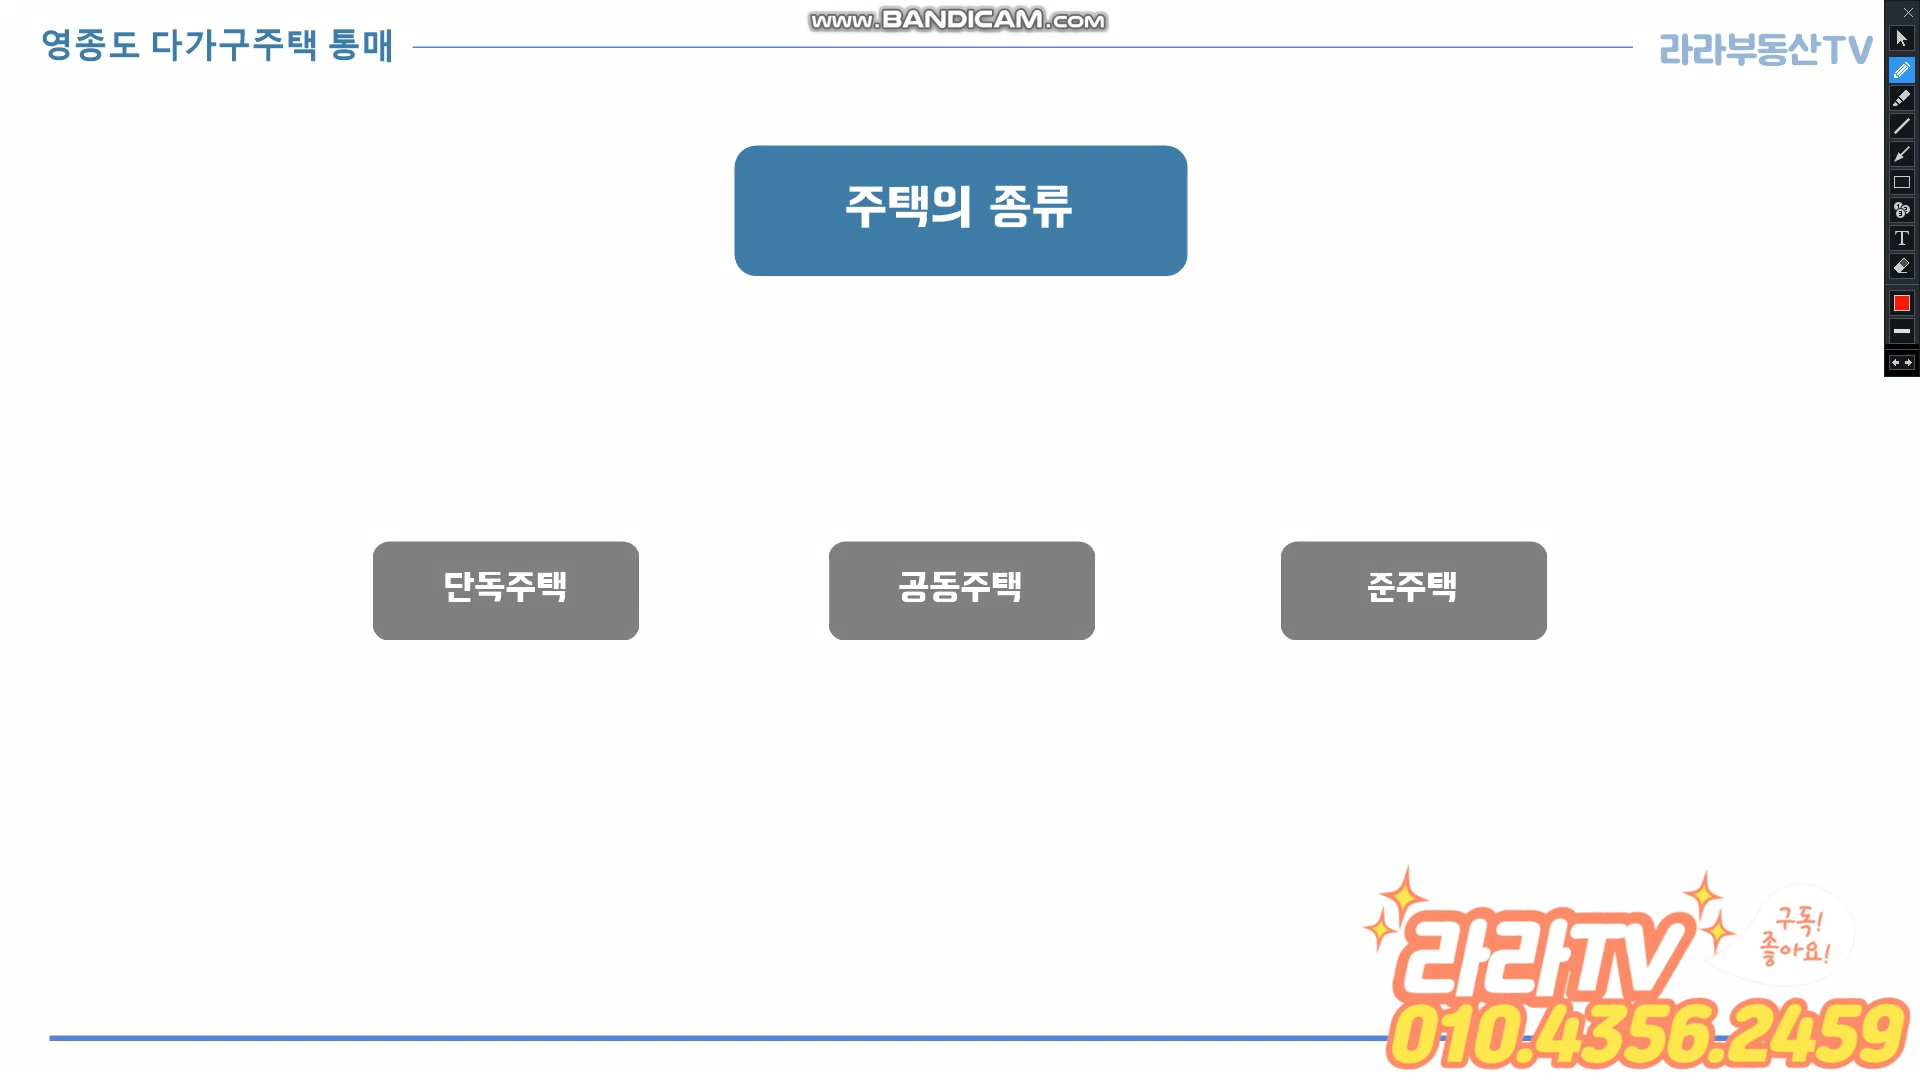 www.BANDICAM.com
영종도 다가구주택 통매
라라부동산TV
주택의 종류
단독주택
공동주택
준주택
구독!
좋아요!
라라TV
010.4356.2459